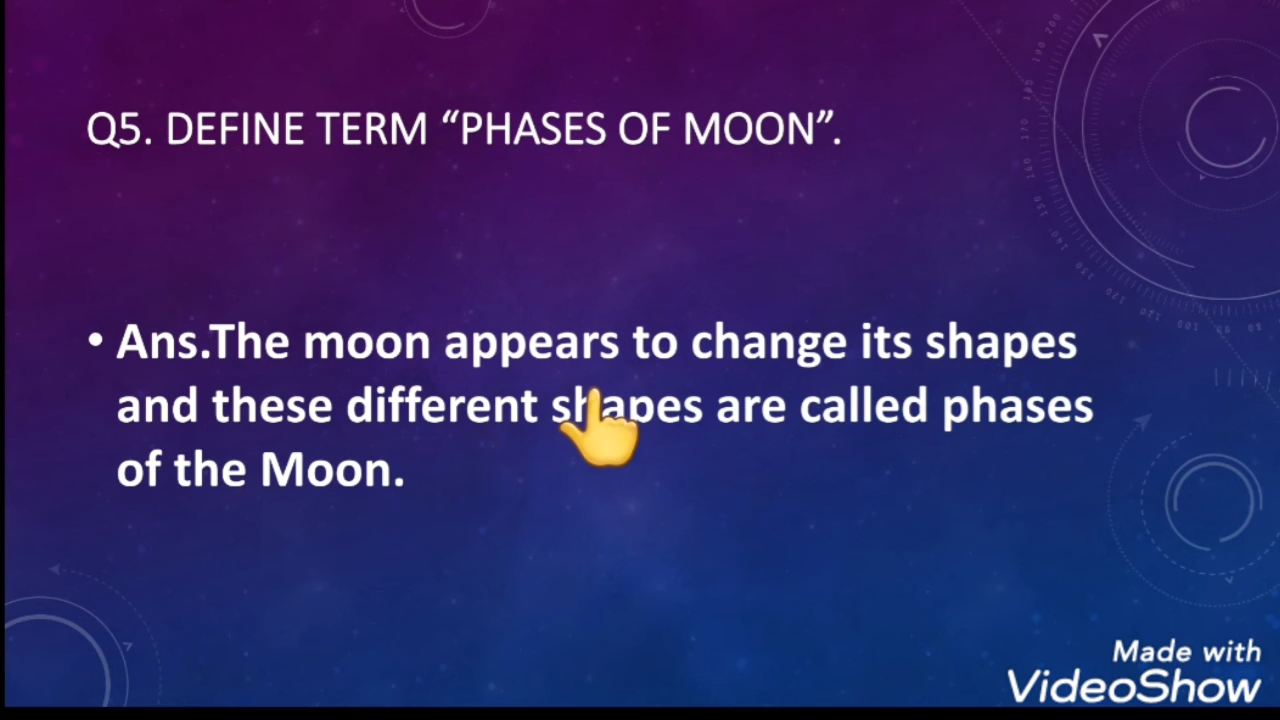 Q5. DEFINE TERM “PHASES OF MOON”.
• Ans.The moon appears to change its shapes
and these different shapes are called phases
of the Moon.
Made with
VideoShow